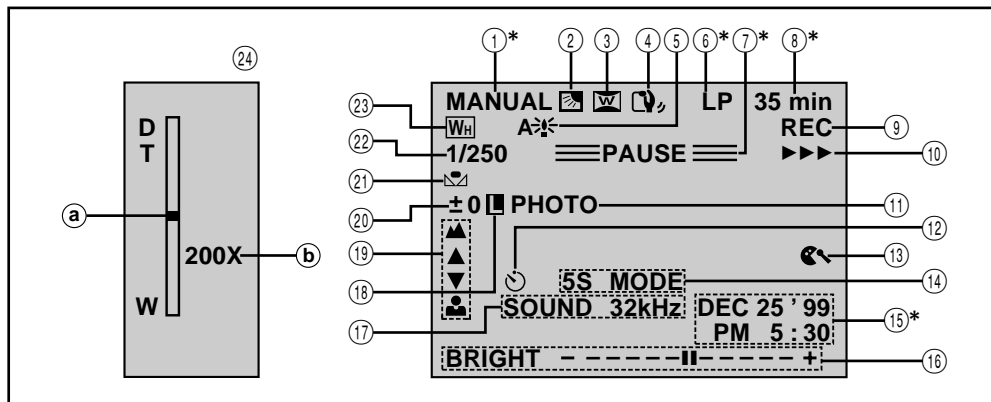 24
D
T
a
200X
b
W
1*
2
3
4
5
6*
7*
8*
MANUAL W LP 35 min
23
WH
A
REC
9
22
1/250
PAUSE
10
21
20
±0 L PHOTO
11
12
19
13
18
5S MODE
14
17
SOUND 32kHz
DEC 25 ’ 99
PM 5 : 30
15*
BRIGHT – – – – – – – – – – – – – – +
16